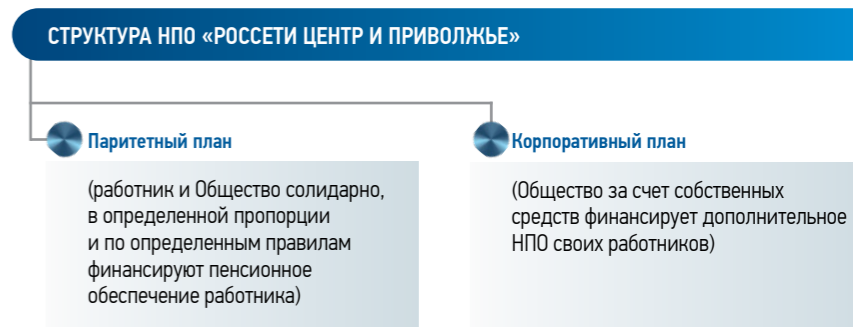 СТРУКТУРА НПО «РОССЕТИ ЦЕНТР И ПРИВОЛЖЬЕ»
Паритетный план
(работник и Общество солидарно,
в определенной пропорции
и по определенным правилам
финансируют пенсионное
обеспечение работника)
Корпоративный план
(Общество за счет собственных
средств финансирует дополнительное
НПО своих работников)